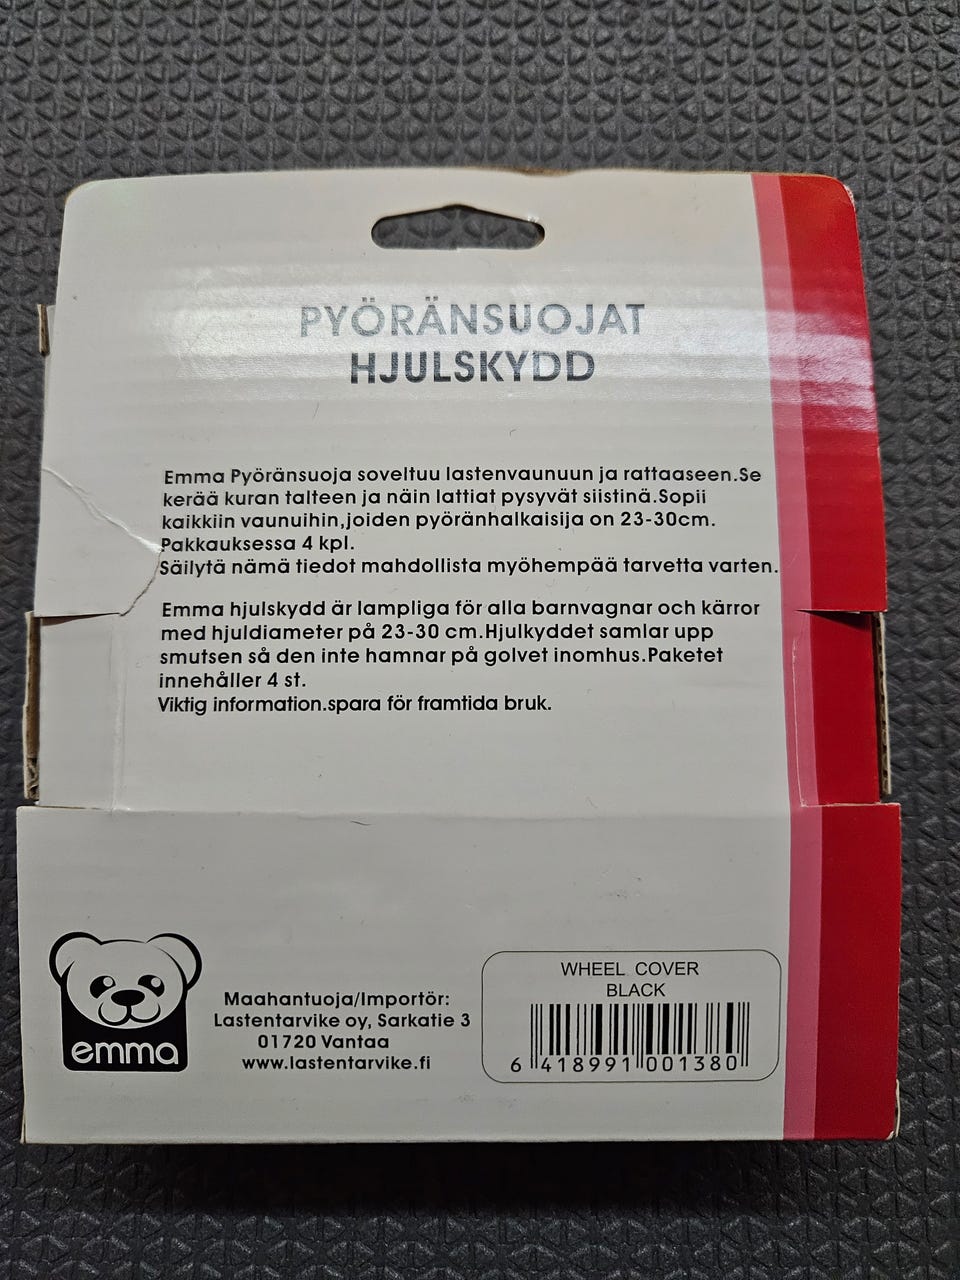 PYÖRÄNSUOJAT
HJULSKYDD
Emma Pyöränsuoja soveltuu lastenvaunuun ja rattaaseen.Se
kerää kuran talteen ja näin lattiat pysyvät siistinä.Sopii
kaikkiin vaunuihin,joiden pyöränhalkaisija on 23-30cm.
Pakkauksessa 4 kpl.
Säilytä nämä tiedot mahdollista myöhempää tarvetta varten.
Emma hjulskydd är lampliga för alla barnvagnar och kärror
med hjuldiameter på 23-30 cm.Hjulkyddet samlar upp
smutsen så den inte hamnar på golvet inomhus.Paketet
innehåller 4 st.
Viktig information.spara för framtida bruk.
emma
Maahantuoja/Importör:
Lastentarvike oy, Sarkatie 3
01720 Vantaa
www.lastentarvike.fi
WHEEL COVER
BLACK
6 418991 001380